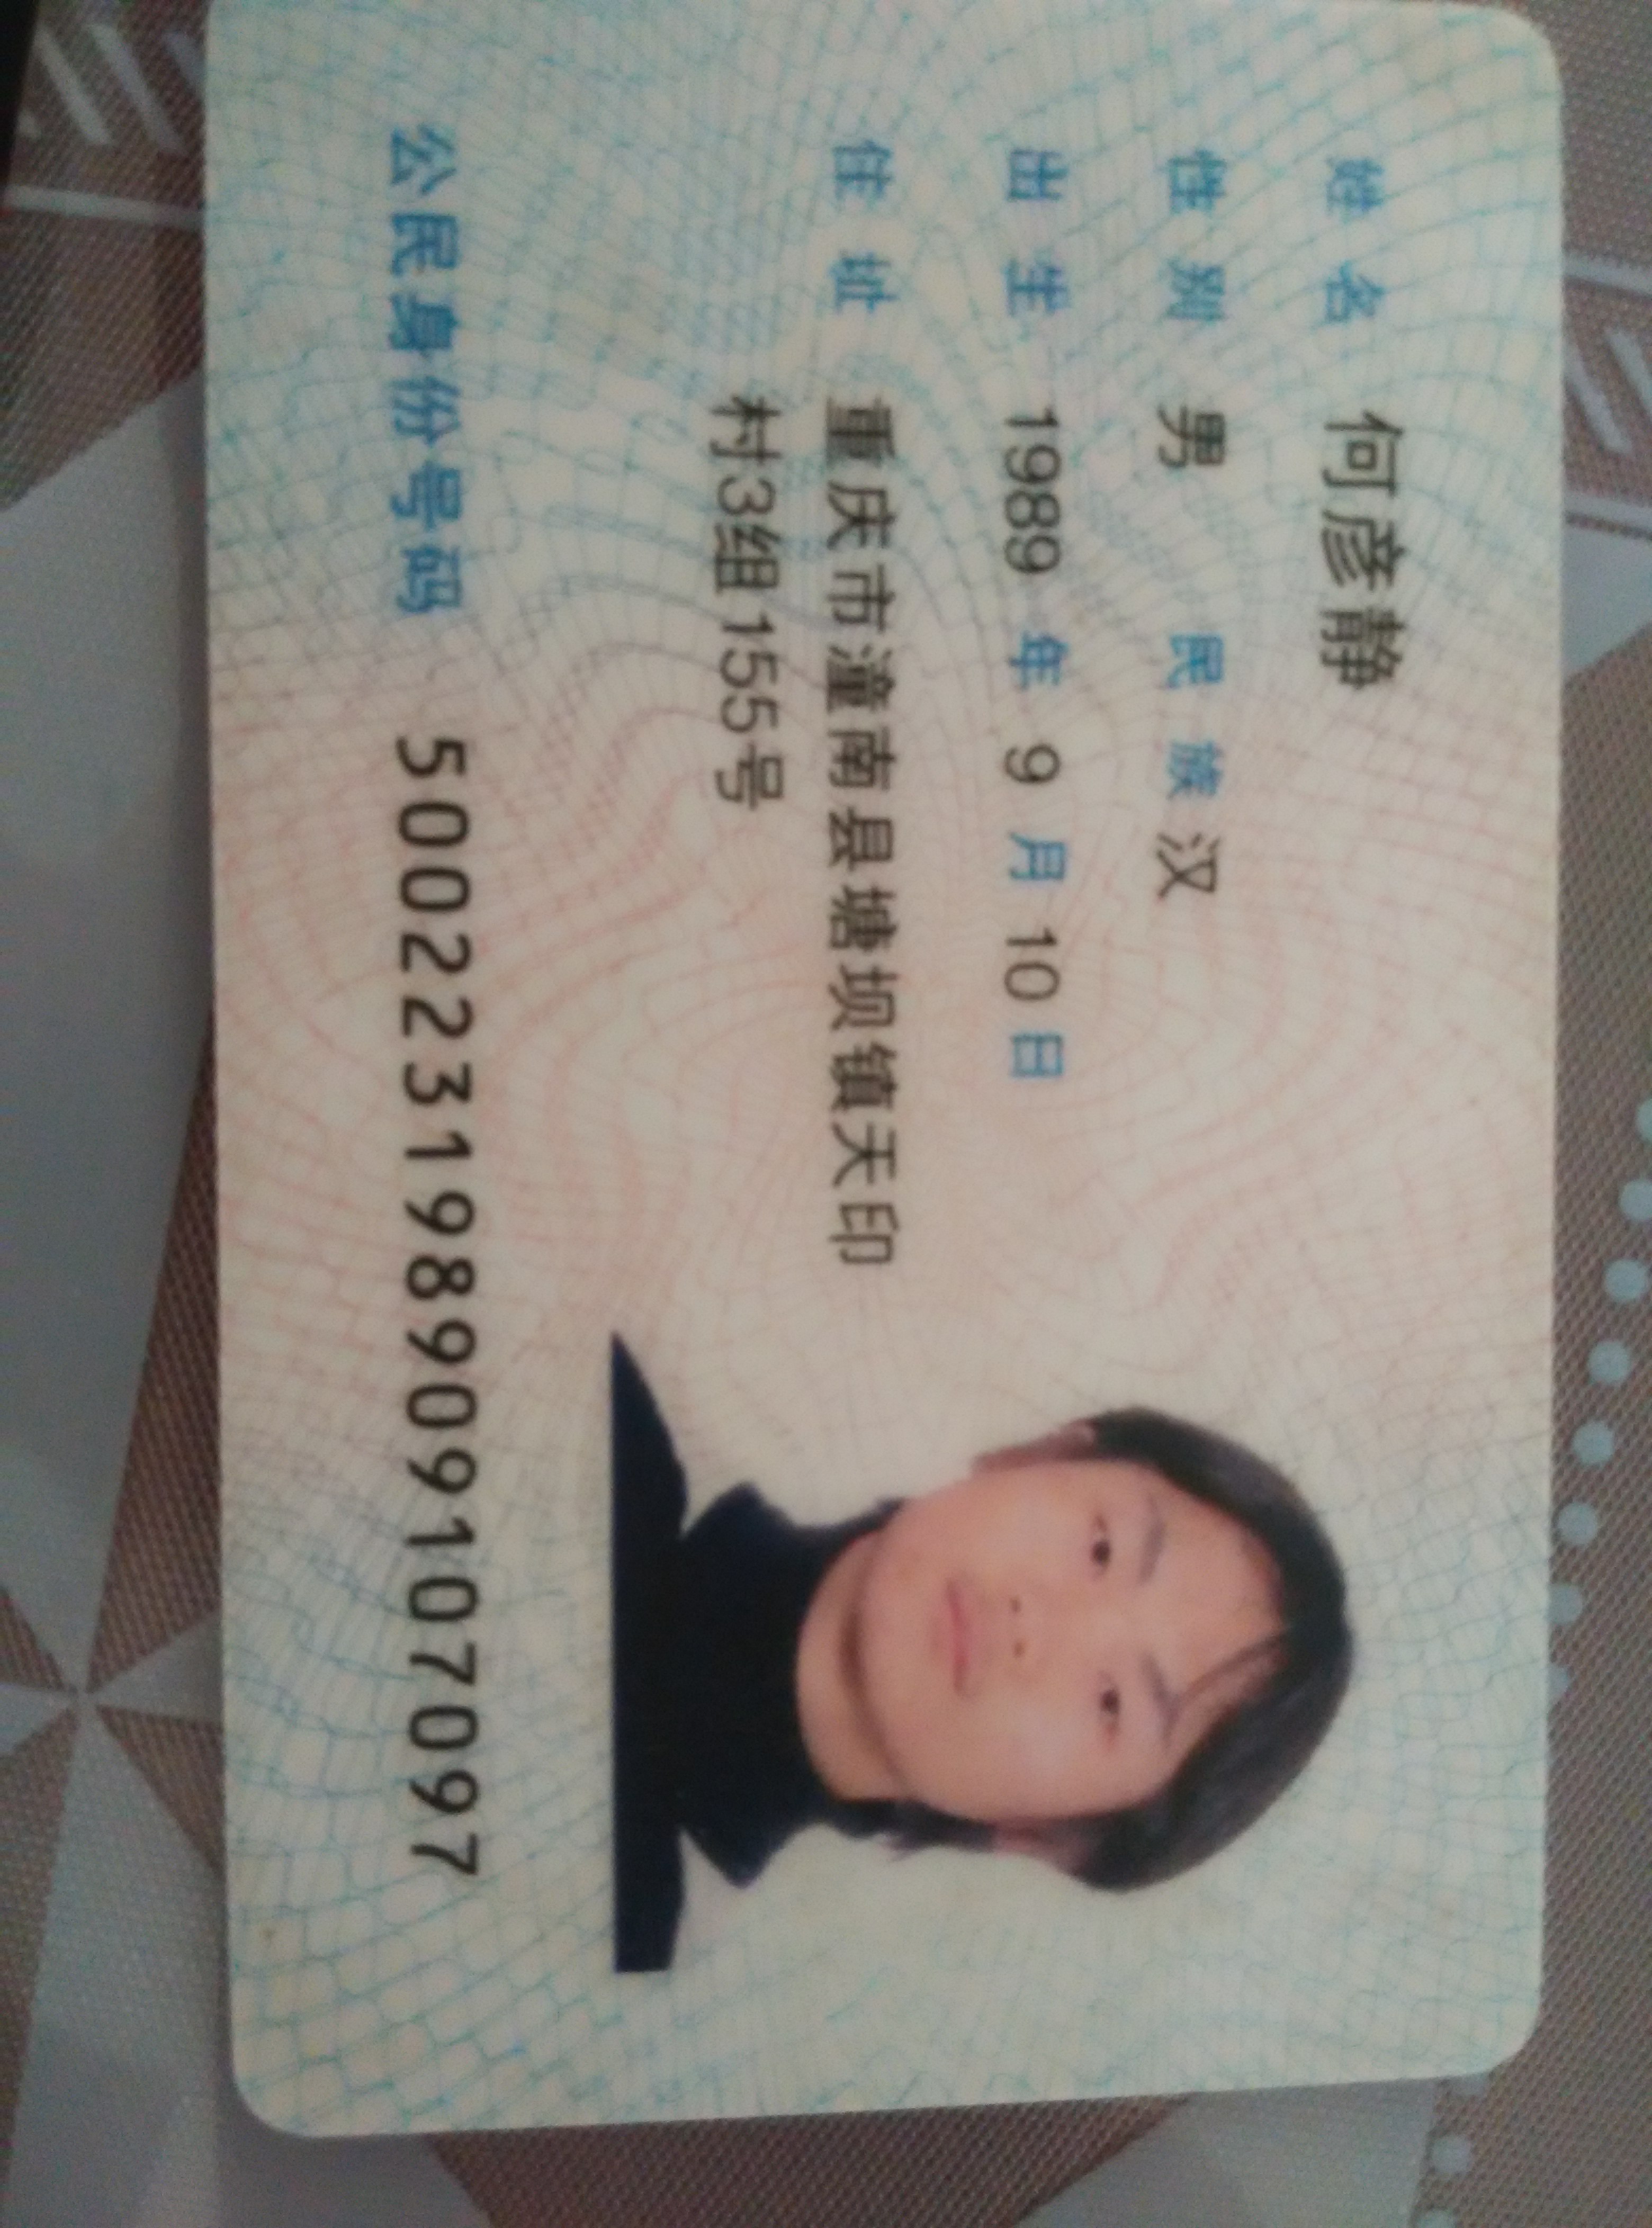 姓名 何彦静
性别 男 民族 汉
出生 1989 年 9 月 10 日
住址 重庆市潼南县塘坝镇天印
村3组155号
公民身份号码 500223198909107097